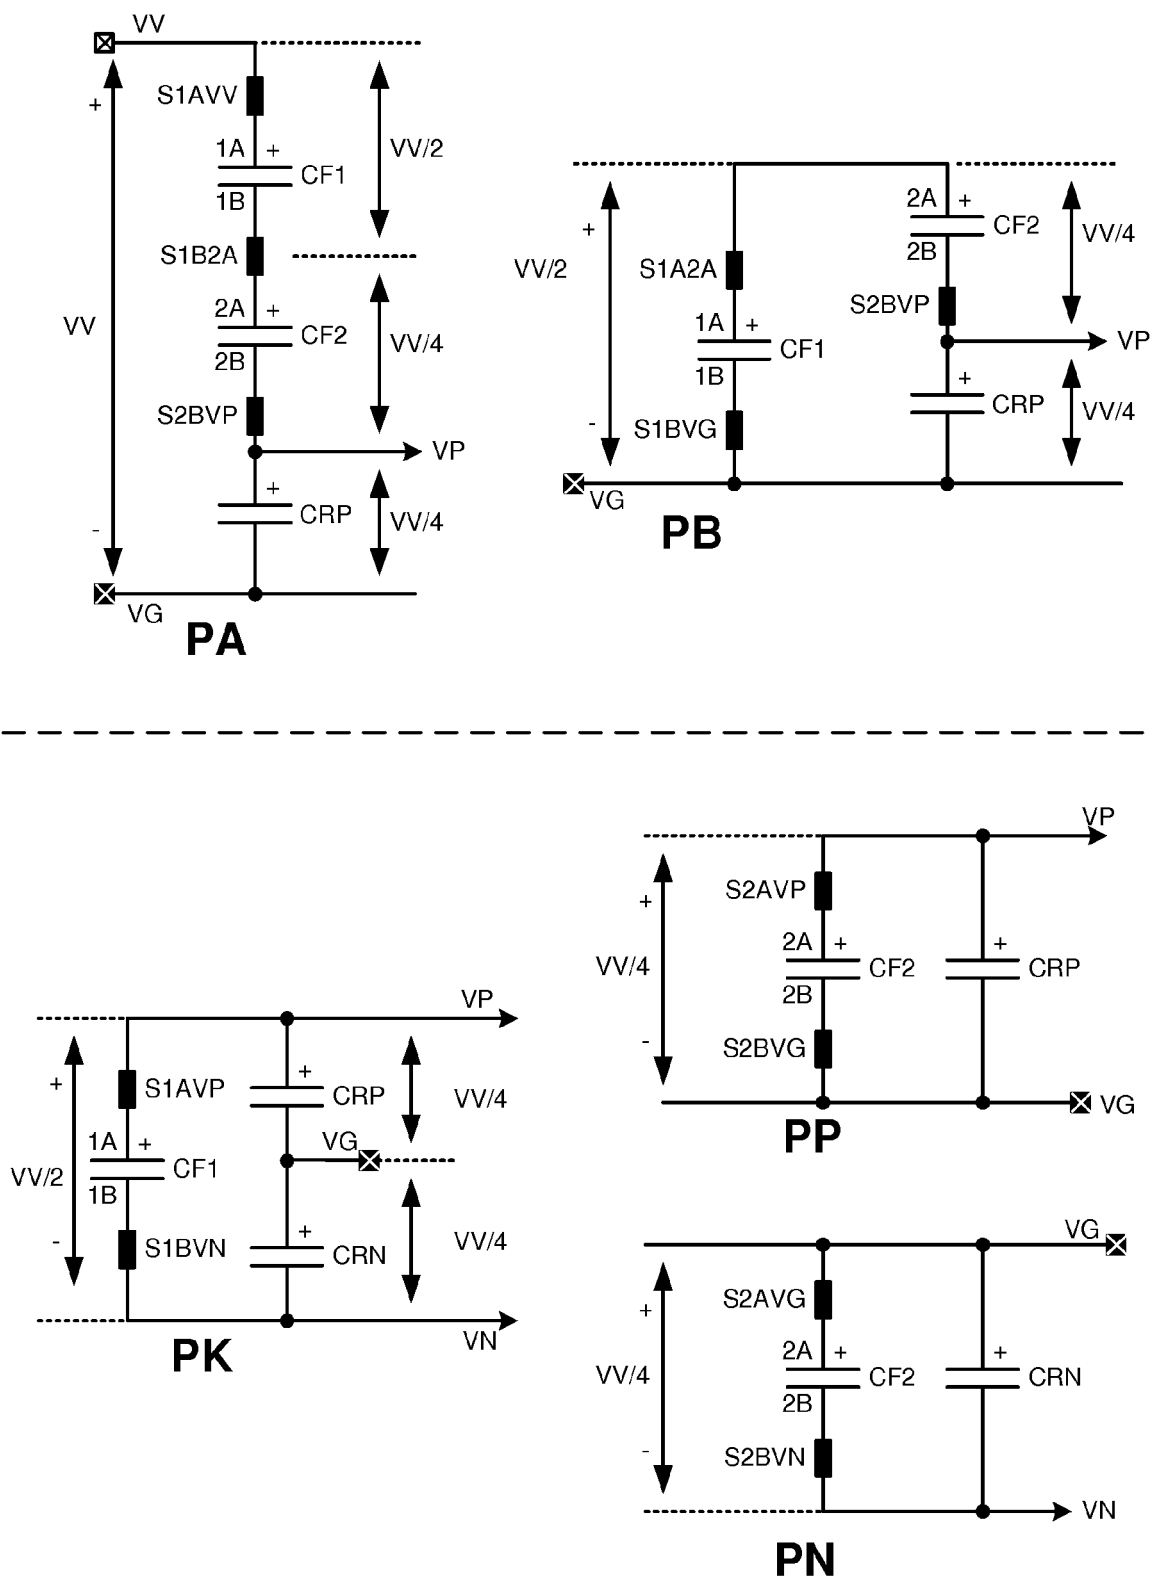 VV
S1AVV
+
1A +
CF1
VV/2
1B
S1B2A
VV
2A +
CF2
VV/4
2B
S2BVP
VP
+
CRP
VV/4
-
VG
PA
2A +
CF2
VV/4
2B
+
VV/2
S1A2A
S2BVP
1A +
CF1
VP
1B
+
CRP
VV/4
-
S1BVG
VG
PB
VP
+
S1AVP
+
CRP
VV/4
1A +
VG
VV/2
CF1
1B
-
S1BVN
+
CRN
VV/4
VN
PK
VP
S2AVP
+
2A +
+
VV/4
CF2
CRP
2B
-
S2BVG
VG
PP
VG
S2AVG
+
2A +
+
VV/4
CF2
CRN
2B
-
S2BVN
VN
PN